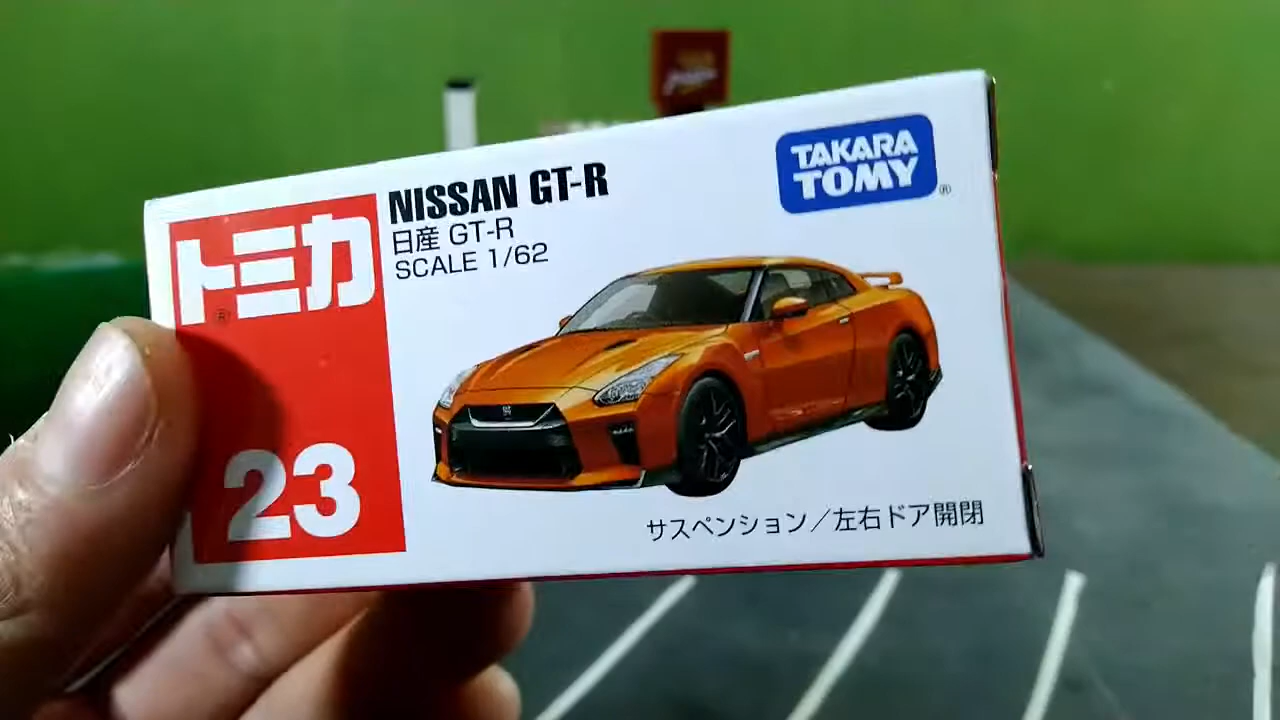 トミカ
®
23
NISSAN GT-R
日産 GT-R
SCALE 1/62
TAKARA
TOMY
®
サスペンション／左右ドア開閉